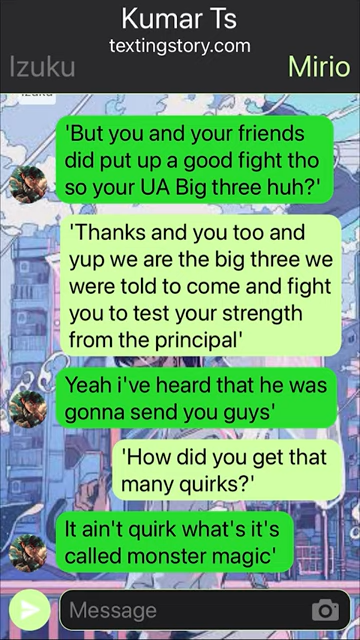 Kumar Ts
textingstory.com
Izuku
Mirio
'But you and your friends
did put up a good fight tho
so your UA Big three huh?'
'Thanks and you too and
yup we are the big three we
were told to come and fight
you to test your strength
from the principal'
Yeah i've heard that he was
gonna send you guys'
'How did you get that
many quirks?'
It ain't quirk what's it's
called monster magic'
Message